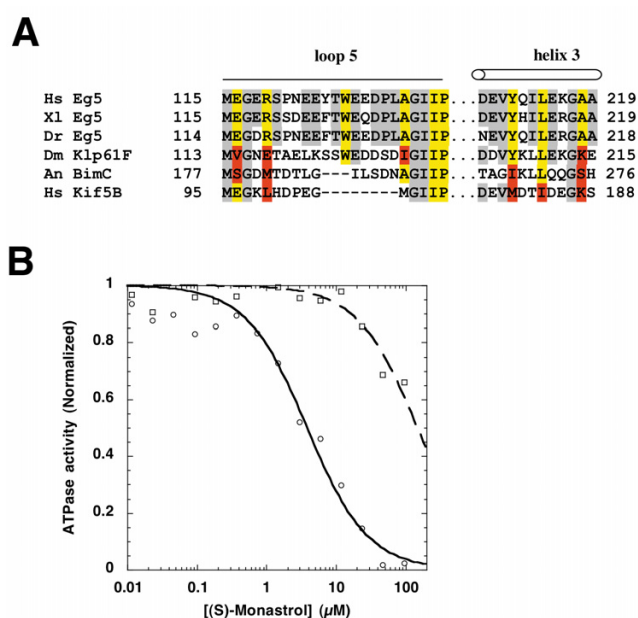 A
loop 5 helix 3
Hs Eg5 115 MEGERSPNEEYTWEEDPLAGIIP...DEVYQILEKGAA 219
Xl Eg5 115 MEGERSSDEEFTWEQDPLAGIIP...DEVYHILERGAA 219
Dr Eg5 114 MEGDRSPNEEFTWEEDPLAGIIP...NEVYQILERGAA 218
Dm Klp61F 113 MVGNETAELKSSWEDDSDIGIIP...DDVYKLLEKGKE 215
An BimC 177 MSGDMTDTLG---ILSDNAGIIP...TAGIKLLQQGSH 276
Hs Kif5B 95 MEGKLHDPEG--------MGIIP...DEVMDTIDEGKS 188
B
ATPase activity (Normalized)
1
0.8
0.6
0.4
0.2
0
0.01 0.1 1 10 100
[(S)-Monastrol] (µM)